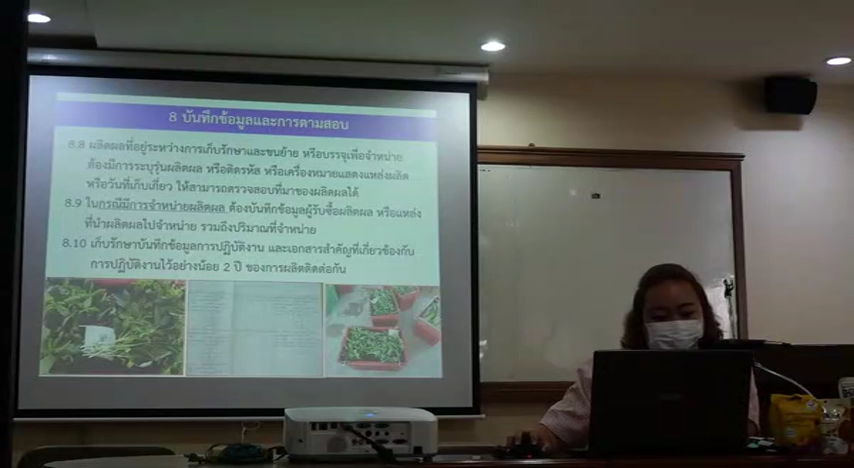 8 บันทึกข้อมูลและการตามสอบ
8.8 ผลิตผลที่อยู่ระหว่างการเก็บรักษาและขนย้าย หรือบรรจุเพื่อจำหน่าย
ต้องมีการระบุรุ่นผลิตผล หรือติดรหัส หรือเครื่องหมายแสดงแหล่งผลิต
หรือวันที่เก็บเกี่ยว ให้สามารถตรวจสอบที่มาของผลิตผลได้
8.9 ในกรณีมีการจำหน่ายผลิตผล ต้องบันทึกข้อมูลผู้รับซื้อผลิตผล หรือแหล่ง
ที่นำผลิตผลไปจำหน่าย รวมถึงปริมาณที่จำหน่าย
8.10 เก็บรักษาบันทึกข้อมูลการปฏิบัติงาน และเอกสารสำคัญที่เกี่ยวข้องกับ
การปฏิบัติงานไว้อย่างน้อย 2 ปี ของการผลิตติดต่อกัน